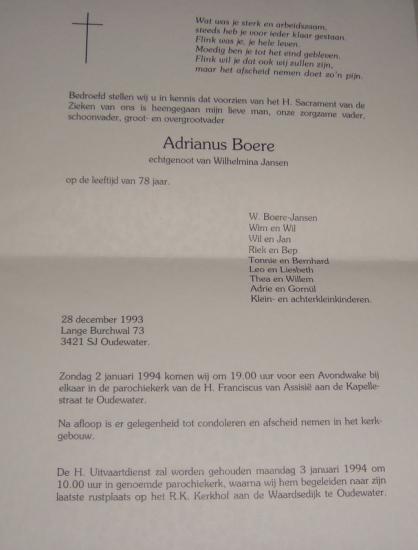 Wat was je sterk en arbeidszaam,
steeds heb je voor ieder klaar gestaan.
Flink was je, je hele leven.
Moedig ben je tot het eind gebleven.
Flink wil je dat ook wij zullen zijn,
maar het afscheid nemen doet zo'n pijn.
Bedroefd stellen wij u in kennis dat voorzien van het H. Sacrament van de
Zieken van ons is heengegaan mijn lieve man, onze zorgzame vader,
schoonvader, groot- en overgrootvader
Adrianus Boere
echtgenoot van Wilhelmina Jansen
op de leeftijd van 78 jaar.
W. Boere-Jansen
Wim en Wil
Wil en Jan
Riek en Bep
Tonnie en Bernhard
Leo en Liesbeth
Thea en Willem
Adrie en Gornül
Klein- en achterkleinkinderen.
28 december 1993
Lange Burchwal 73
3421 SJ Oudewater.
Zondag 2 januari 1994 komen wij om 19.00 uur voor een Avondwake bij
elkaar in de parochiekerk van de H. Franciscus van Assisië aan de Kapelle-
straat te Oudewater.
Na afloop is er gelegenheid tot condoleren en afscheid nemen in het kerk-
gebouw.
De H. Uitvaartdienst zal worden gehouden maandag 3 januari 1994 om
10.00 uur in genoemde parochiekerk, waarna wij hem begeleiden naar zijn
laatste rustplaats op het R.K. Kerkhof aan de Waardsedijk te Oudewater.